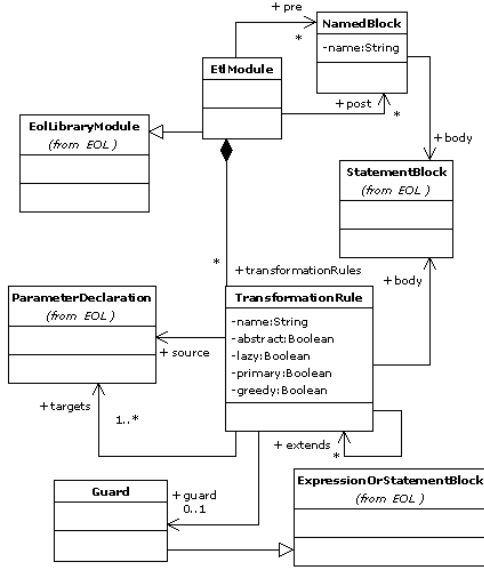 + pre
*
NamedBlock
-name:String
EtlModule
+ post
*
EolLibraryModule
(from EOL)
+ body
StatementBlock
(from EOL)
*
+ transformationRules
+ body
ParameterDeclaration
(from EOL)
TransformationRule
-name:String
-abstract:Boolean
-lazy:Boolean
-primary:Boolean
-greedy:Boolean
+ source
+ targets
1..*
+ extends
*
Guard
+ guard
0..1
ExpressionOrStatementBlock
(from EOL)